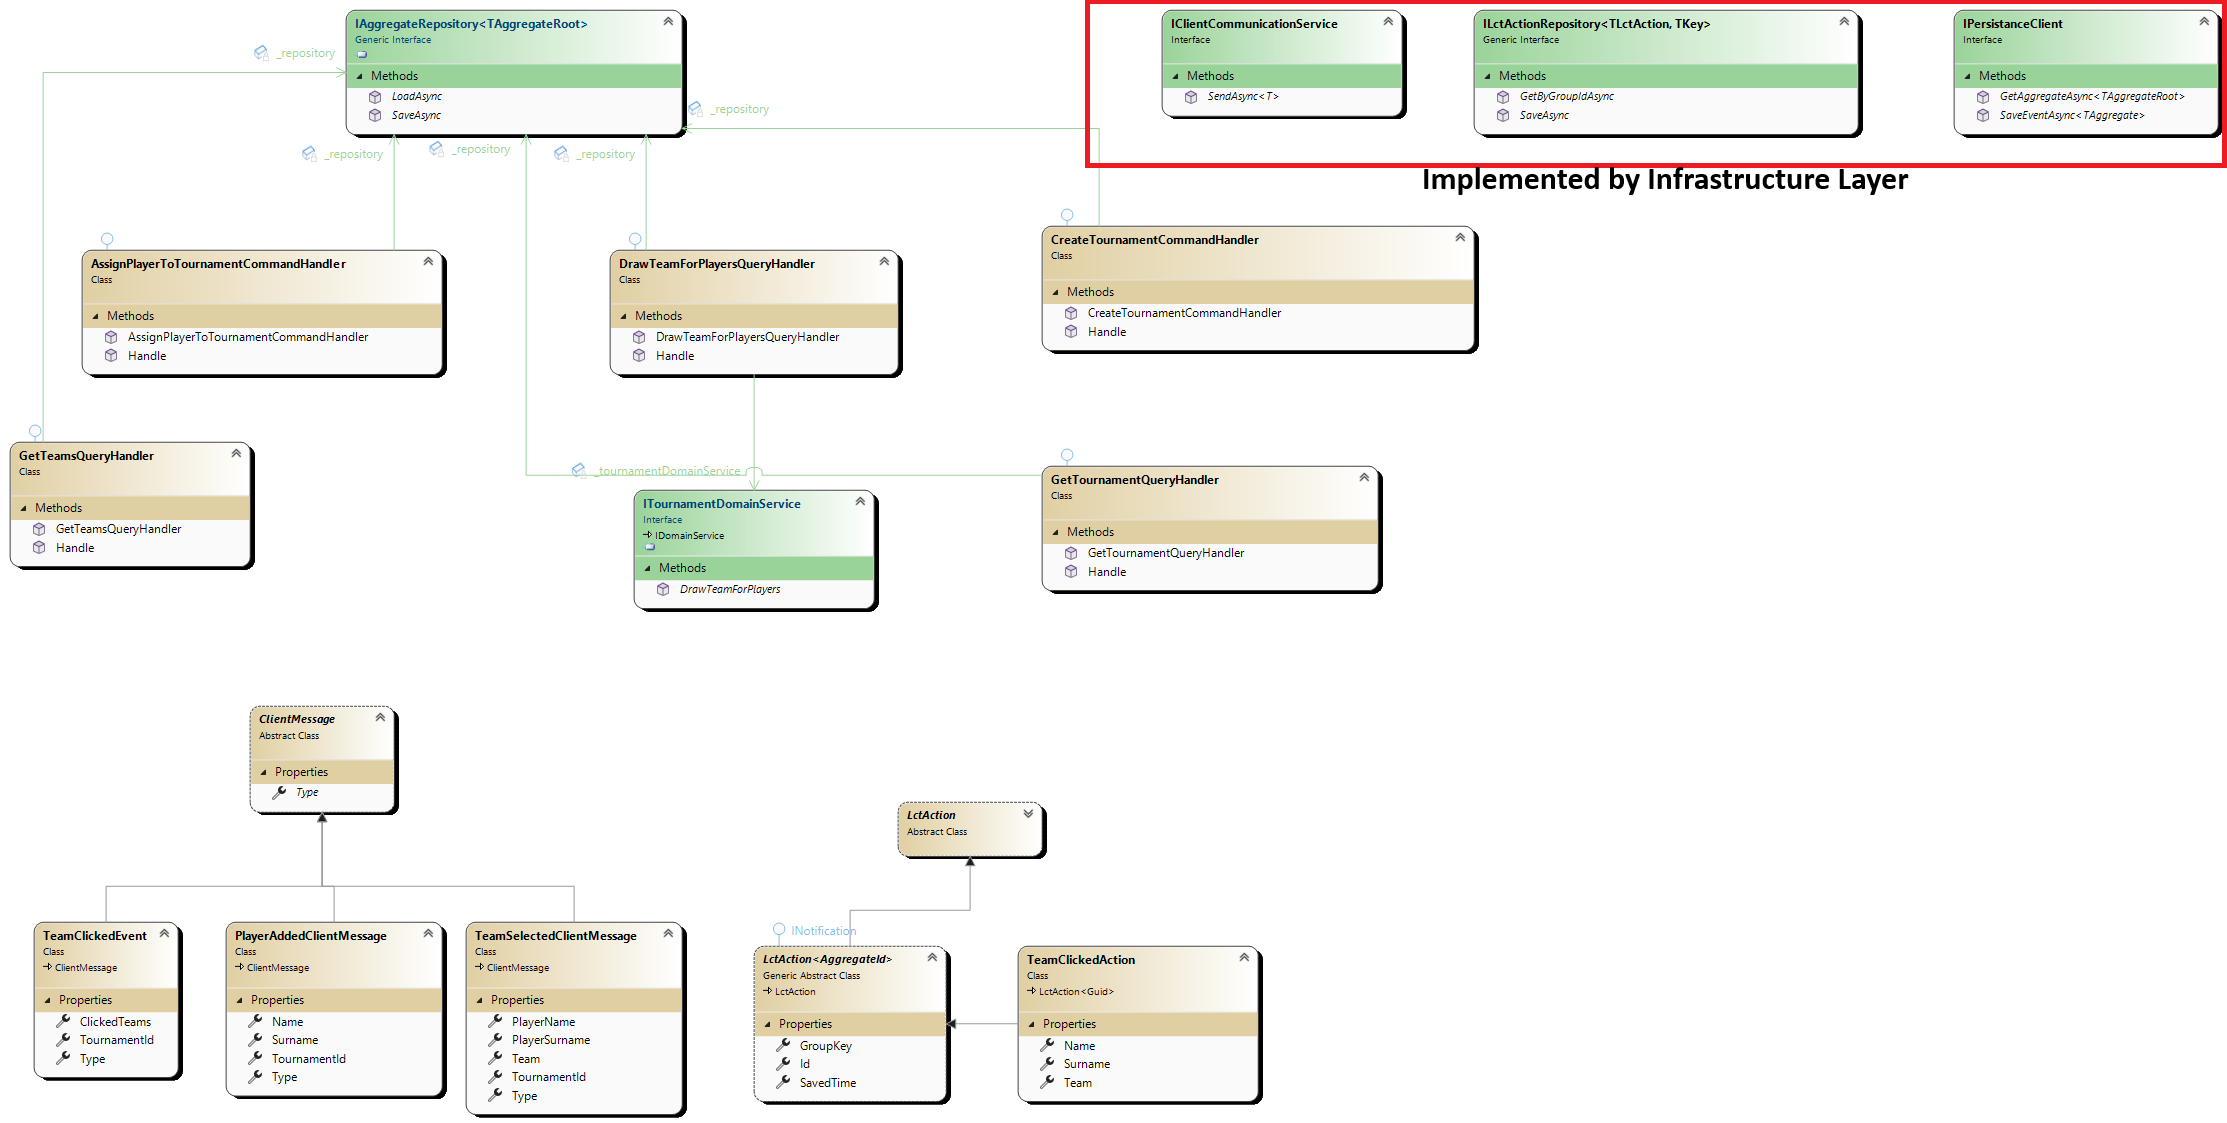 IAggregateRepository<TAggregateRoot>
Generic Interface
Methods
LoadAsync
SaveAsync
IClientCommunicationService
Interface
Methods
SendAsync<T>
ILctActionRepository<TLctAction, TKey>
Generic Interface
Methods
GetByGroupIdAsync
SaveAsync
IPersistanceClient
Interface
Methods
GetAggregateAsync<TAggregateRoot>
SaveEventAsync<TAggregate>
Implemented by Infrastructure Layer
_repository
_repository
_repository
_repository
_repository
AssignPlayerToTournamentCommandHandler
Class
Methods
AssignPlayerToTournamentCommandHandler
Handle
DrawTeamForPlayersQueryHandler
Class
Methods
DrawTeamForPlayersQueryHandler
Handle
CreateTournamentCommandHandler
Class
Methods
CreateTournamentCommandHandler
Handle
GetTeamsQueryHandler
Class
Methods
GetTeamsQueryHandler
Handle
_tournamentDomainService
ITournamentDomainService
Interface
IDomainService
Methods
DrawTeamForPlayers
GetTournamentQueryHandler
Class
Methods
GetTournamentQueryHandler
Handle
ClientMessage
Abstract Class
Properties
Type
LctAction
Abstract Class
TeamClickedEvent
Class
ClientMessage
Properties
ClickedTeams
TournamentId
Type
PlayerAddedClientMessage
Class
ClientMessage
Properties
Name
Surname
TournamentId
Type
TeamSelectedClientMessage
Class
ClientMessage
Properties
PlayerName
PlayerSurname
Team
TournamentId
Type
INotification
LctAction<AggregateId>
Generic Abstract Class
LctAction
Properties
GroupKey
Id
SavedTime
TeamClickedAction
Class
LctAction<Guid>
Properties
Name
Surname
Team